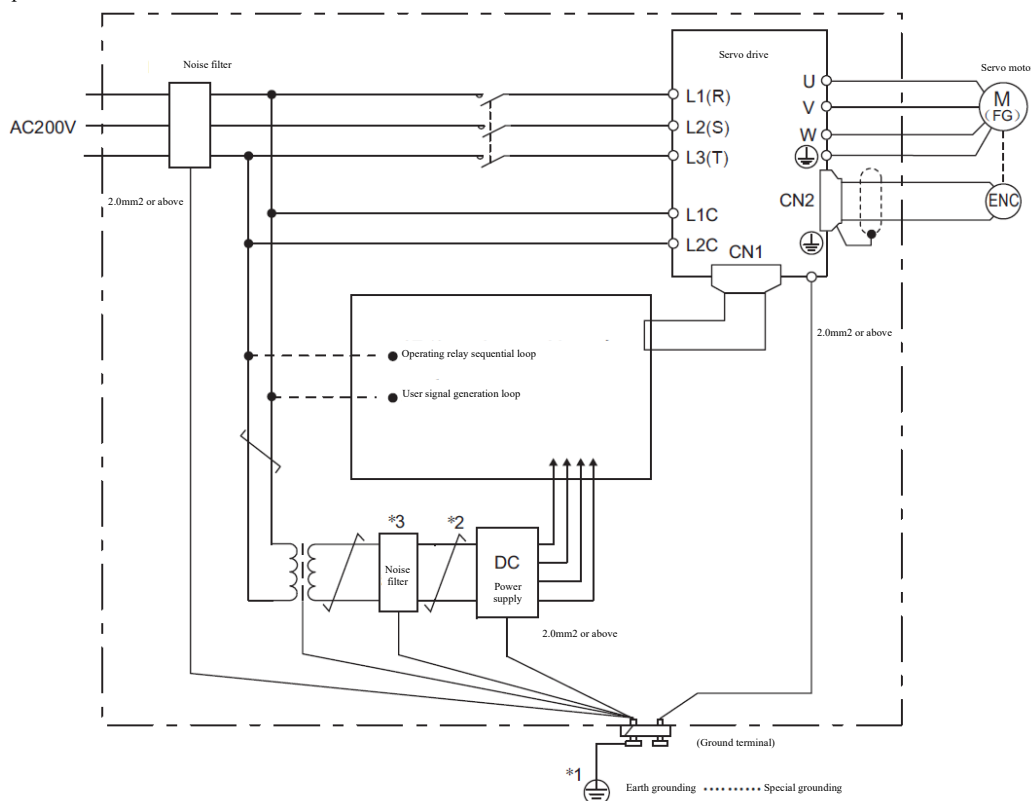 Noise filter
Servo drive
Servo moto
AC200V
L1(R)
L2(S)
L3(T)
L1C
L2C
U
V
W
M
(FG)
CN2
ENC
CN1
2.0mm2 or above
2.0mm2 or above
Operating relay sequential loop
User signal generation loop
*3
*2
Noise
filter
DC
Power
supply
2.0mm2 or above
(Ground terminal)
*1
Earth grounding ·········· Special grounding